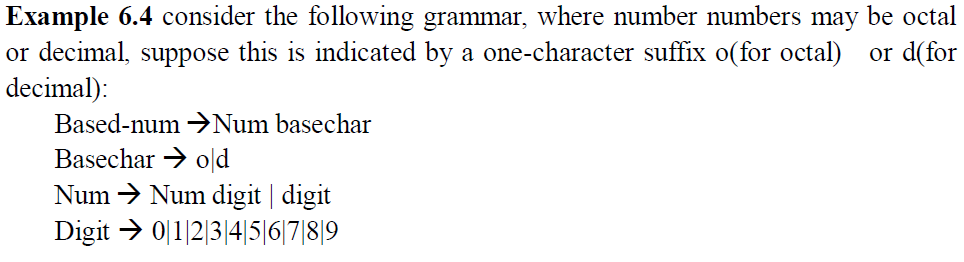 Example 6.4 consider the following grammar, where number numbers may be octal
or decimal, suppose this is indicated by a one-character suffix o(for octal) or d(for
decimal):
Based-num →Num basechar
Basechar → o|d
Num → Num digit | digit
Digit → 0|1|2|3|4|5|6|7|8|9